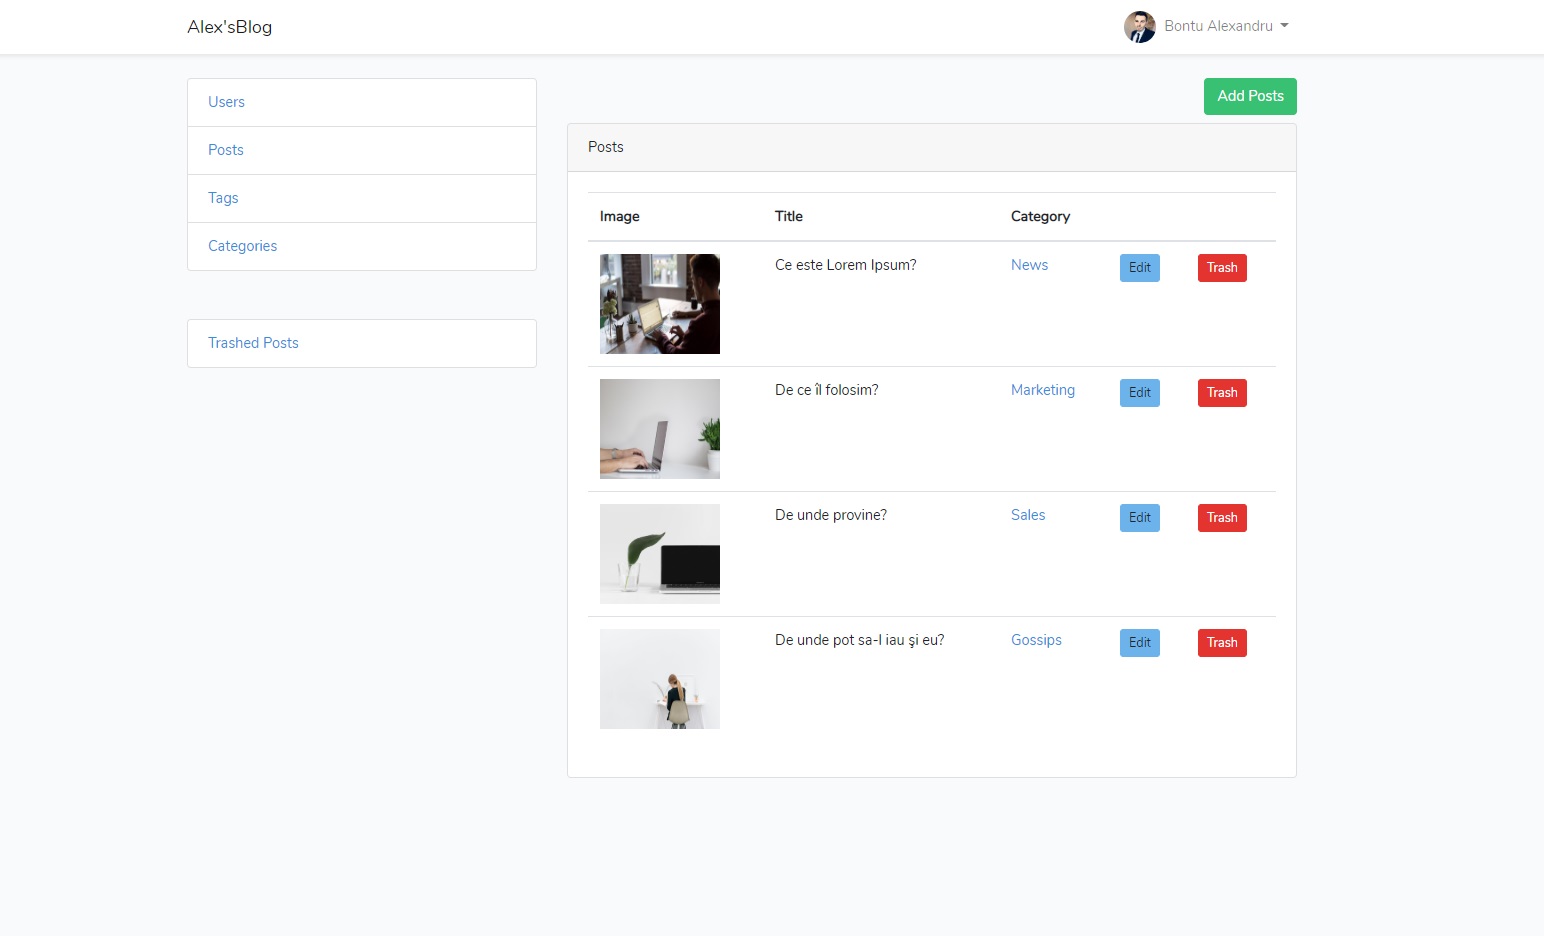 Alex'sBlog
Bontu Alexandru
Users
Posts
Tags
Categories
Trashed Posts
Add Posts
Posts
Image Title Category
Ce este Lorem Ipsum? News Edit Trash
De ce îl folosim? Marketing Edit Trash
De unde provine? Sales Edit Trash
De unde pot sa-l iau şi eu? Gossips Edit Trash